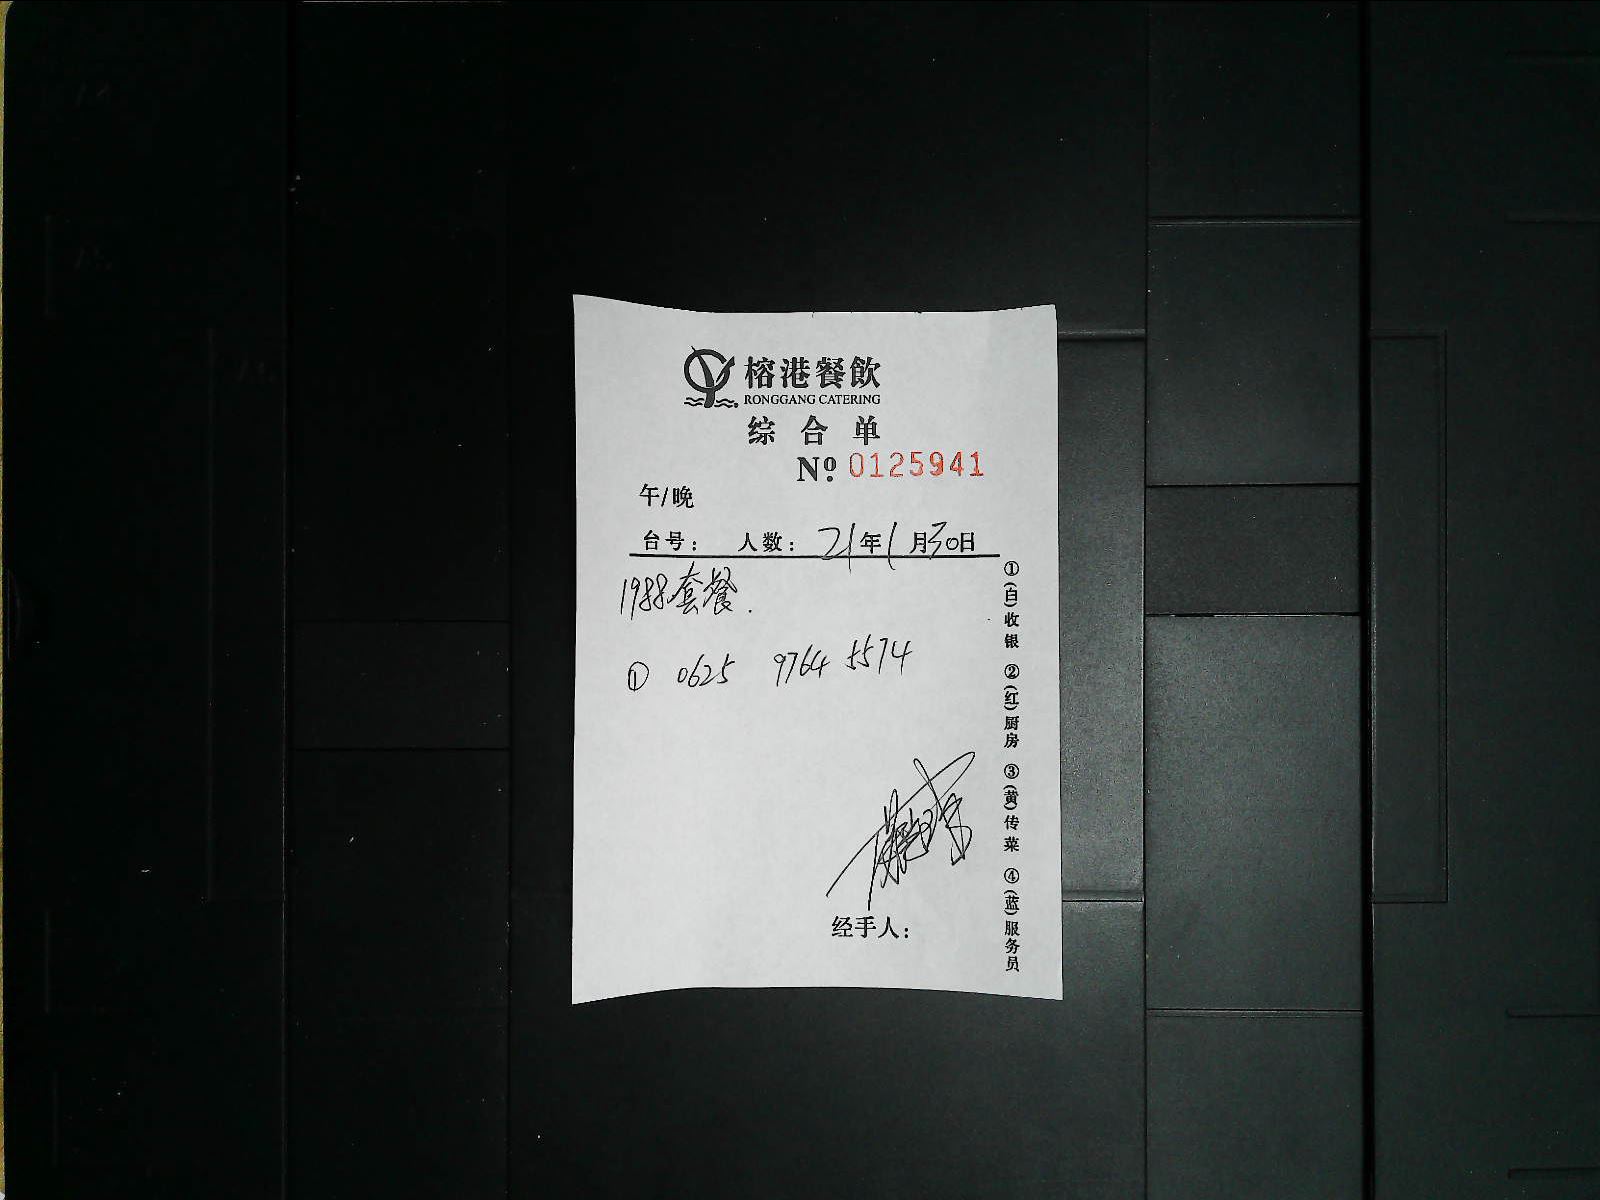 榕港餐飲
RONGGANG CATERING
综合单
Nº 0125941
午/晚
台号： 人数： 21年1月30日
1988套餐.
① 0625 9764 5574
经手人：
①(白)收银 ②(红)厨房 ③(黄)传菜 ④(蓝)服务员